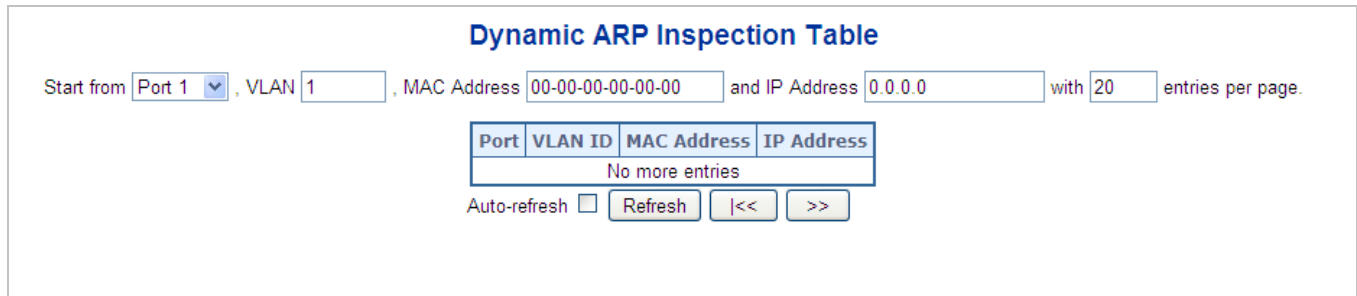 Dynamic ARP Inspection Table
Start from Port 1 , VLAN 1 , MAC Address 00-00-00-00-00-00 and IP Address 0.0.0.0 with 20 entries per page.
Port VLAN ID MAC Address IP Address
No more entries
Auto-refresh Refresh |<< >>